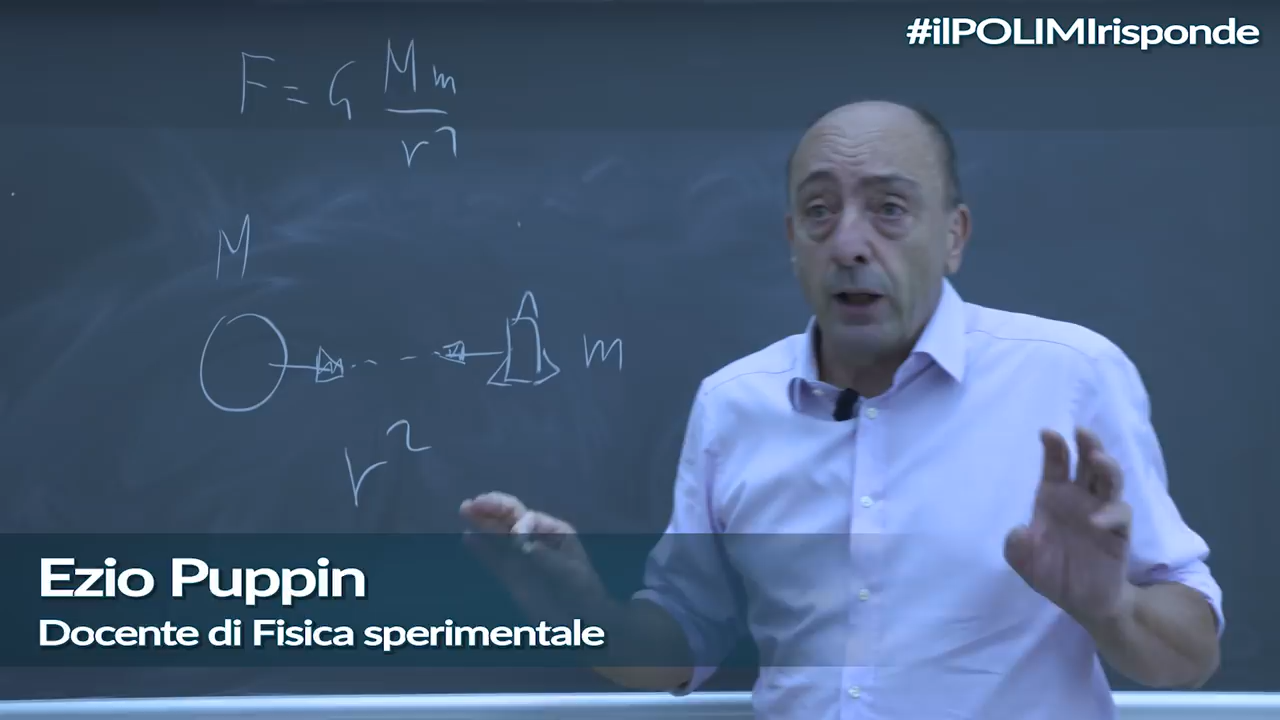 #ilPOLIMIrisponde
F = G Mm
r²
M
m
r²
Ezio Puppin
Docente di Fisica sperimentale